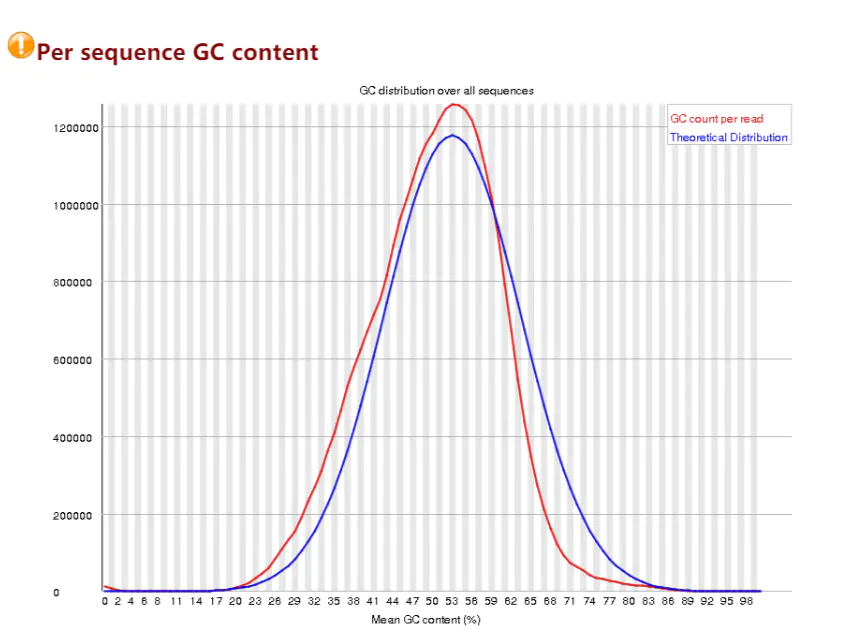 Per sequence GC content
GC distribution over all sequences
GC count per read
Theoretical Distribution
1200000
1000000
800000
600000
400000
200000
0
0 2 4 6 8 11 14 17 20 23 26 29 32 35 38 41 44 47 50 53 56 59 62 65 68 71 74 77 80 83 86 89 92 95 98
Mean GC content (%)